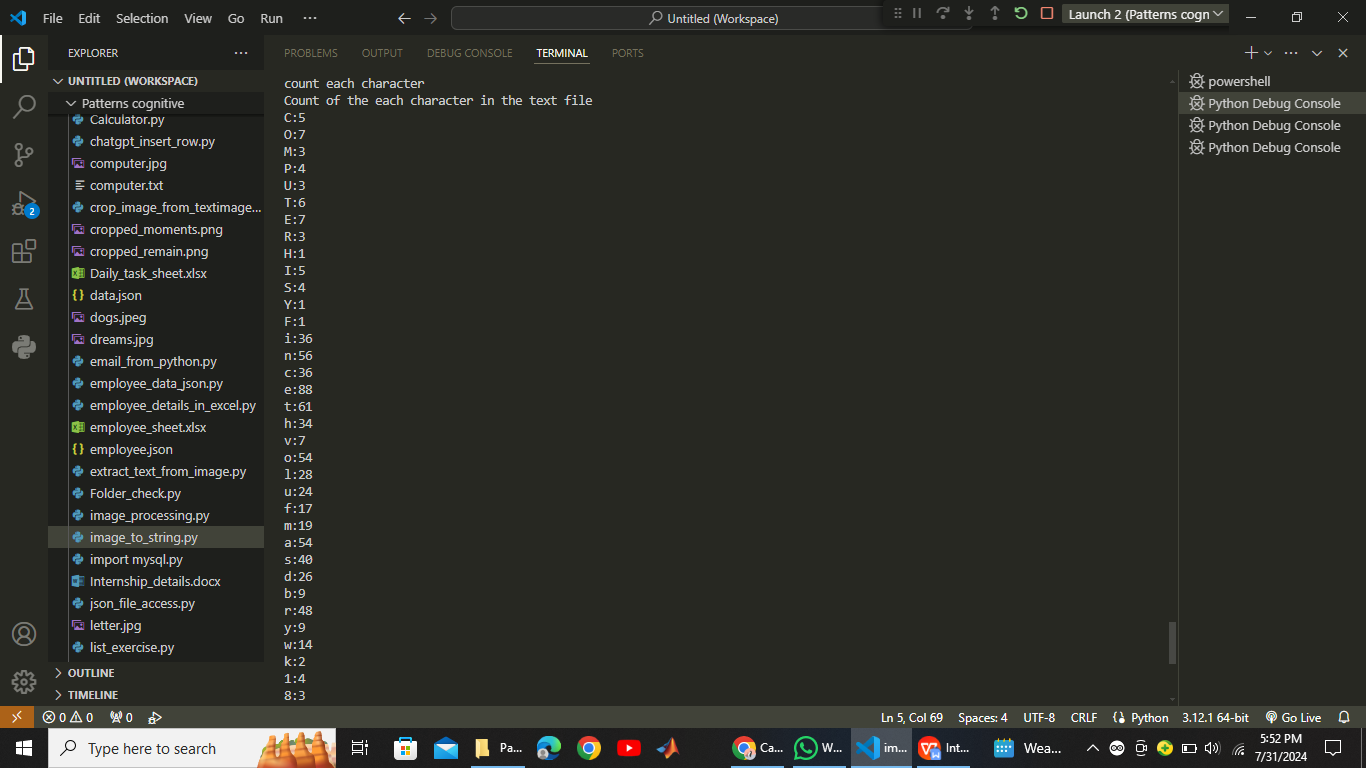 File Edit Selection View Go Run ···
Untitled (Workspace)
Launch 2 (Patterns cogn
EXPLORER
UNTITLED (WORKSPACE)
Patterns cognitive
Calculator.py
chatgpt_insert_row.py
computer.jpg
computer.txt
crop_image_from_textimage...
cropped_moments.png
cropped_remain.png
Daily_task_sheet.xlsx
data.json
dogs.jpeg
dreams.jpg
email_from_python.py
employee_data_json.py
employee_details_in_excel.py
employee_sheet.xlsx
employee.json
extract_text_from_image.py
Folder_check.py
image_processing.py
image_to_string.py
import mysql.py
Internship_details.docx
json_file_access.py
letter.jpg
list_exercise.py
OUTLINE
TIMELINE
2
PROBLEMS OUTPUT DEBUG CONSOLE TERMINAL PORTS
count each character
Count of the each character in the text file
C:5
O:7
M:3
P:4
U:3
T:6
E:7
R:3
H:1
I:5
S:4
Y:1
F:1
i:36
n:56
c:36
e:88
t:61
h:34
v:7
o:54
l:28
u:24
f:17
m:19
a:54
s:40
d:26
b:9
r:48
y:9
w:14
k:2
1:4
8:3
powershell
Python Debug Console
Python Debug Console
Python Debug Console
0 0 0
Ln 5, Col 69 Spaces: 4 UTF-8 CRLF Python 3.12.1 64-bit Go Live
Type here to search
Pa... Ca... W... im... Int... Wea...
5:52 PM
7/31/2024